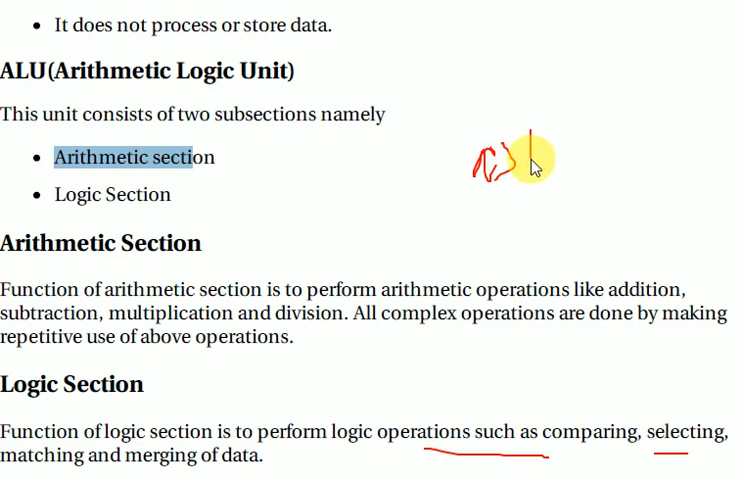 • It does not process or store data.
ALU(Arithmetic Logic Unit)
This unit consists of two subsections namely
• Arithmetic section
• Logic Section
Arithmetic Section
Function of arithmetic section is to perform arithmetic operations like addition,
subtraction, multiplication and division. All complex operations are done by making
repetitive use of above operations.
Logic Section
Function of logic section is to perform logic operations such as comparing, selecting,
matching and merging of data.